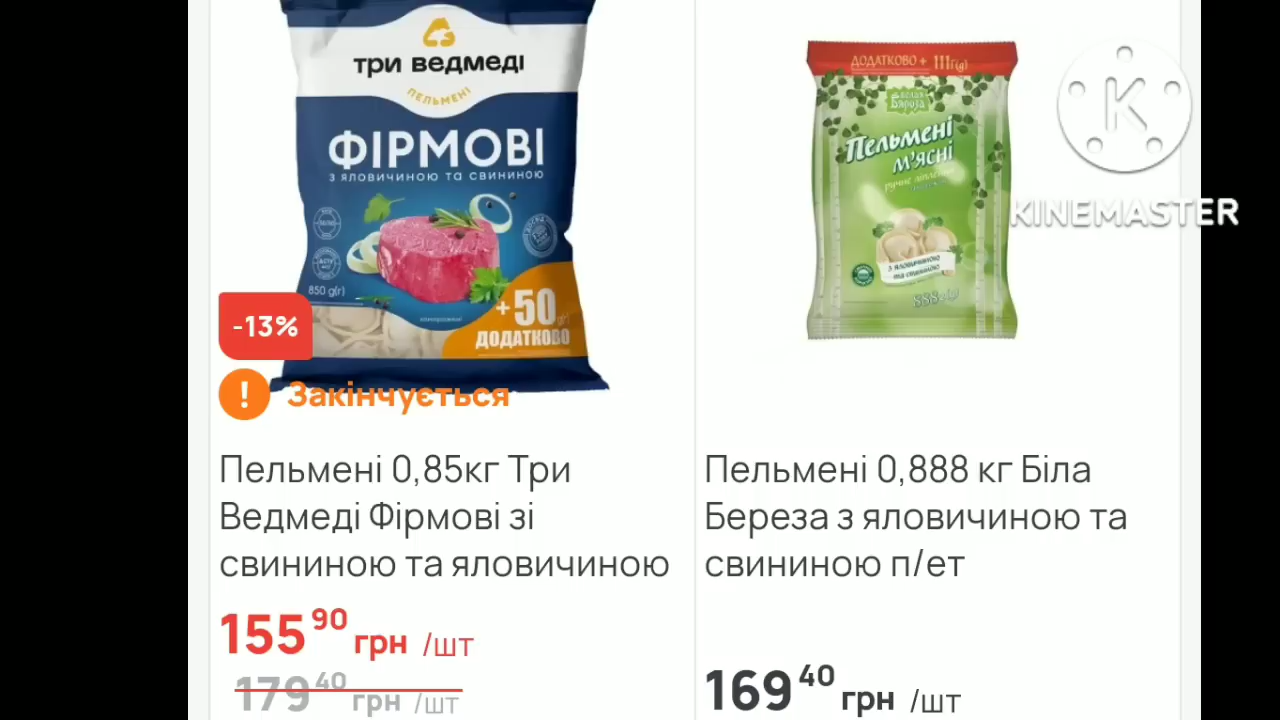 три ведмеді
ПЕЛЬМЕНІ
ФІРМОВІ
З ЯЛОВИЧИНОЮ ТА СВИНИНОЮ
850 g(г)
+50
ДОДАТКОВО
-13%
! Закінчується
Пельмені 0,85кг Три
Ведмеді Фірмові зі
свининою та яловичиною
155 90 грн /шт
179 40 грн /шт
ДОДАТКОВО + 111г(g)
Пельмені
м'ясні
ручне ліплення
З ЯЛОВИЧИНОЮ
ТА СВИНИНОЮ
888
Пельмені 0,888 кг Біла
Береза з яловичиною та
свининою п/ет
169 40 грн /шт
K
KINEMASTER